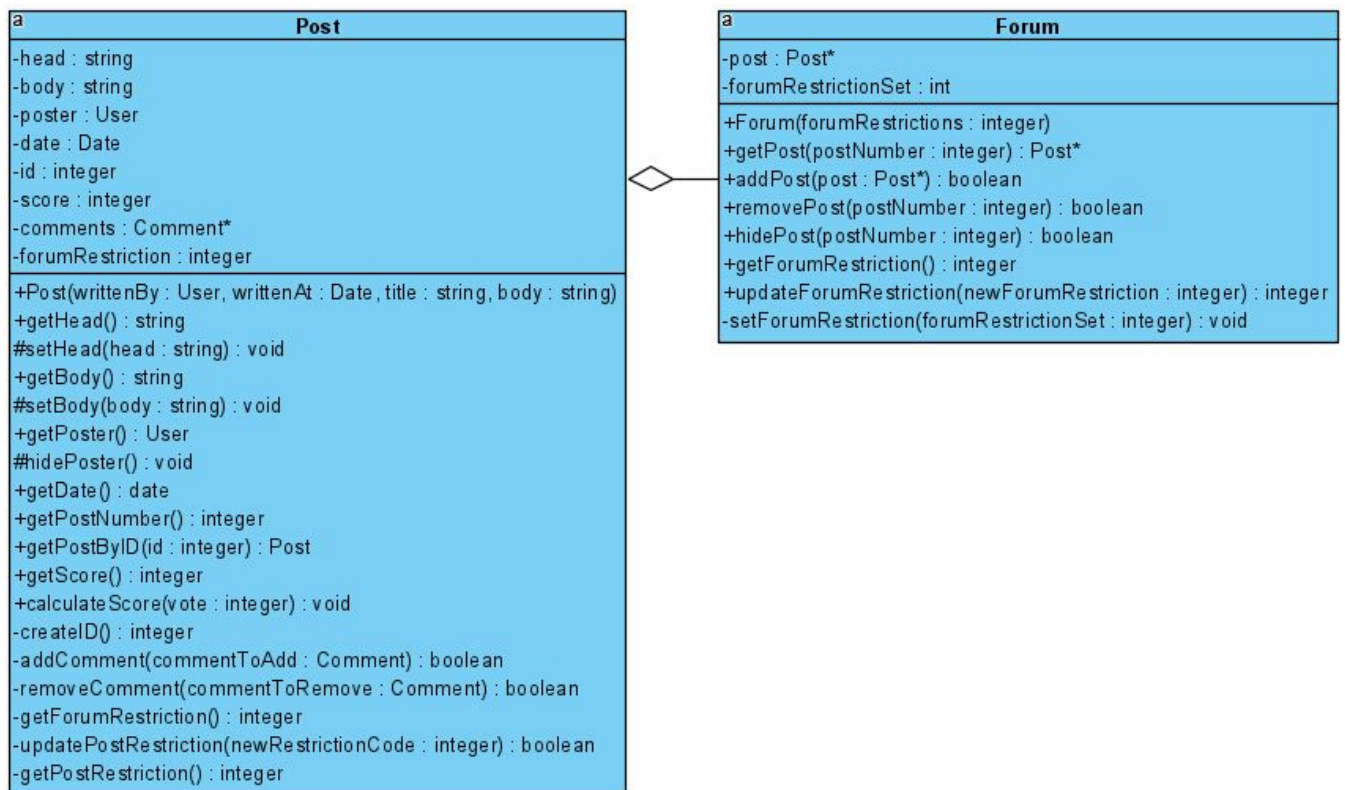 a
Post
-head : string
-body : string
-poster : User
-date : Date
-id : integer
-score : integer
-comments : Comment*
-forumRestriction : integer
+Post(writtenBy : User, writtenAt : Date, title : string, body : string)
+getHead() : string
#setHead(head : string) : void
+getBody() : string
#setBody(body : string) : void
+getPoster() : User
#hidePoster() : void
+getDate() : date
+getPostNumber() : integer
+getPostByID(id : integer) : Post
+getScore() : integer
+calculateScore(vote : integer) : void
-createID() : integer
-addComment(commentToAdd : Comment) : boolean
-removeComment(commentToRemove : Comment) : boolean
-getForumRestriction() : integer
-updatePostRestriction(newRestrictionCode : integer) : boolean
-getPostRestriction() : integer
a
Forum
-post : Post*
-forumRestrictionSet : int
+Forum(forumRestrictions : integer)
+getPost(postNumber : integer) : Post*
+addPost(post : Post*) : boolean
+removePost(postNumber : integer) : boolean
+hidePost(postNumber : integer) : boolean
+getForumRestriction() : integer
+updateForumRestriction(newForumRestriction : integer) : integer
-setForumRestriction(forumRestrictionSet : integer) : void